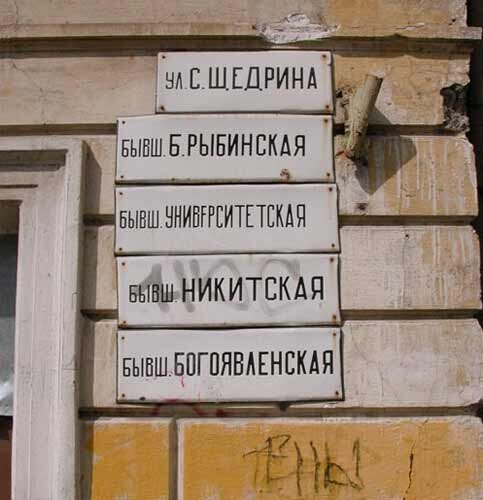 УЛ. С. ЩЕДРИНА
БЫВШ. Б. РЫБИНСКАЯ
БЫВШ. УНИВЕРСИТЕТСКАЯ
БЫВШ. НИКИТСКАЯ
БЫВШ. БОГОЯВЛЕНСКАЯ